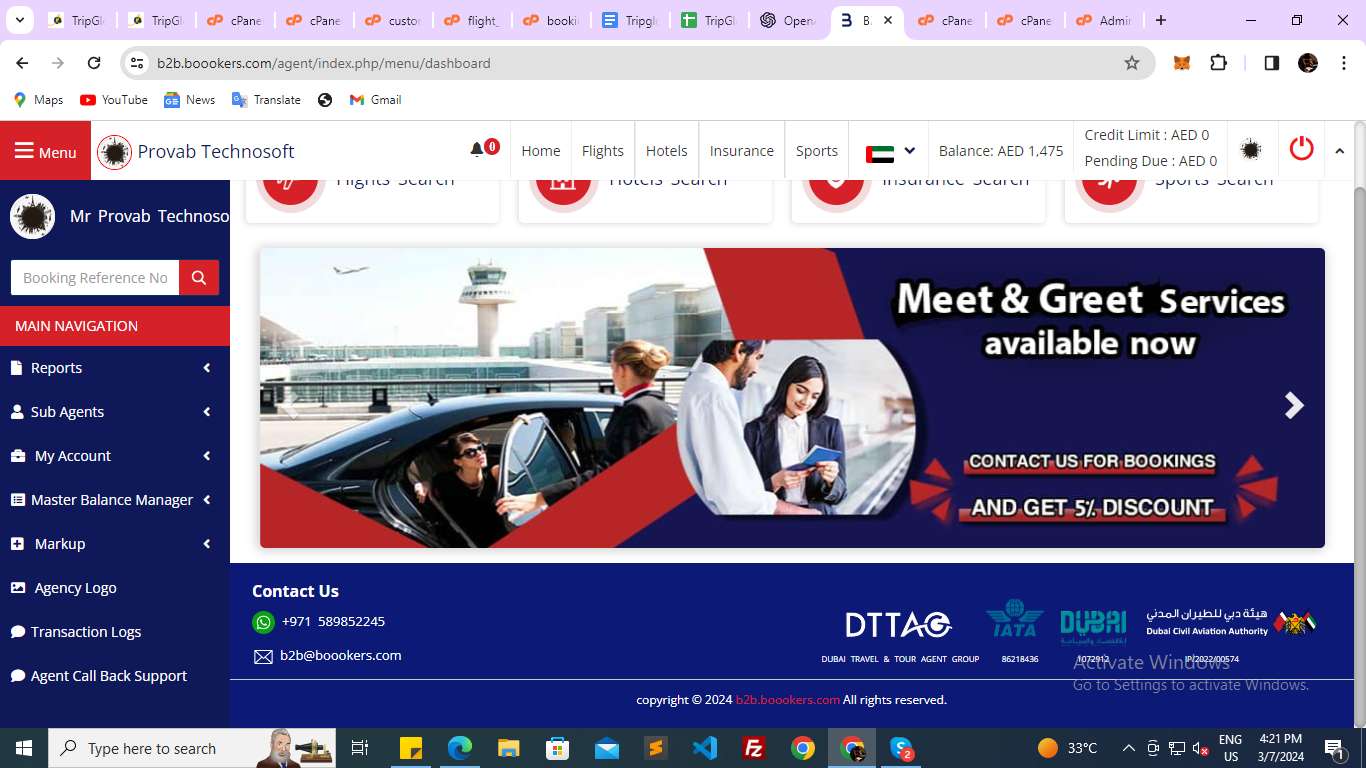 TripGl
TripGl
cPane
cPane
custor
flight_
booki
Tripgl
TripGl
OpenA
B
cPane
cPane
Admir
b2b.boookers.com/agent/index.php/menu/dashboard
Maps
YouTube
News
Translate
Gmail
Menu
Provab Technosoft
0
Home
Flights
Hotels
Insurance
Sports
Balance: AED 1,475
Credit Limit : AED 0
Pending Due : AED 0
Mr Provab Technoso
Flights Search
Hotels Search
Insurance Search
Sports Search
Booking Reference No
MAIN NAVIGATION
Reports
Sub Agents
My Account
Master Balance Manager
Markup
Agency Logo
Transaction Logs
Agent Call Back Support
Meet & Greet Services
available now
CONTACT US FOR BOOKINGS
AND GET 5% DISCOUNT
Contact Us
+971 589852245
b2b@boookers.com
DTTAG
DUBAI TRAVEL & TOUR AGENT GROUP
IATA
86218436
DUBAI
1072912
هيئة دبي للطيران المدني
Dubai Civil Aviation Authority
IP/2022/00574
Activate Windows
Go to Settings to activate Windows.
copyright © 2024 b2b.boookers.com All rights reserved.
Type here to search
2
33°C
ENG
US
4:21 PM
3/7/2024
1